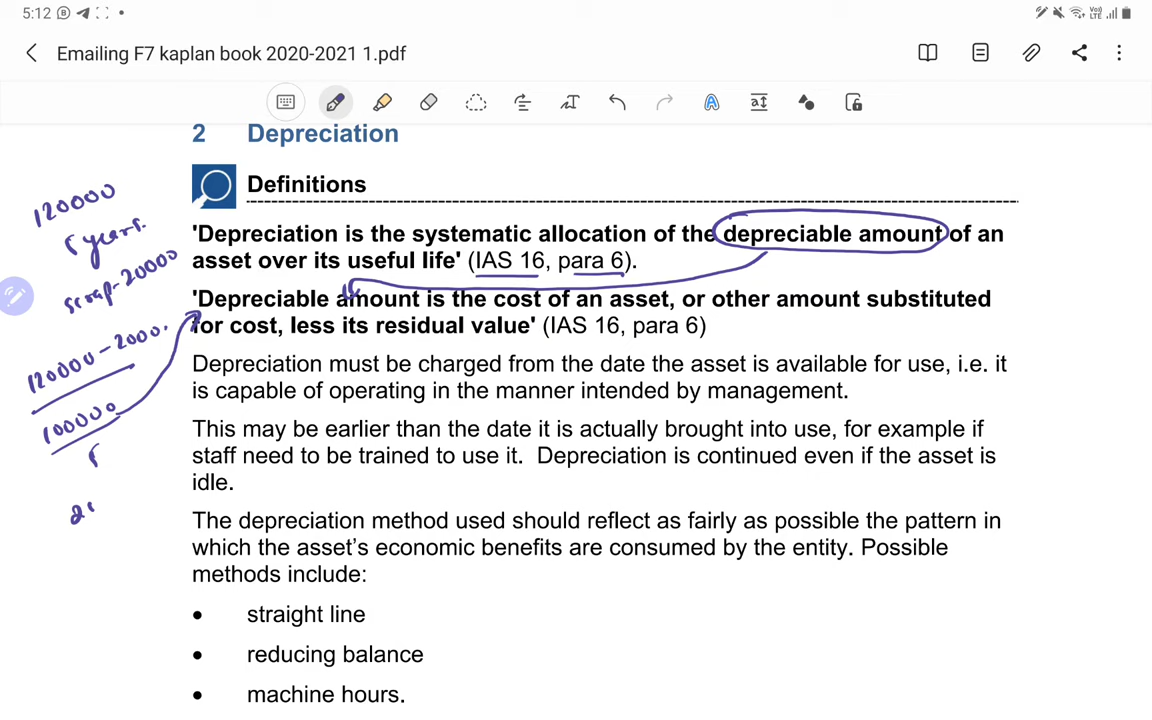 5:12
Vo))
LTE
Emailing F7 kaplan book 2020-2021 1.pdf
2 Depreciation
Definitions
'Depreciation is the systematic allocation of the depreciable amount of an
asset over its useful life' (IAS 16, para 6).
'Depreciable amount is the cost of an asset, or other amount substituted
for cost, less its residual value' (IAS 16, para 6)
Depreciation must be charged from the date the asset is available for use, i.e. it
is capable of operating in the manner intended by management.
This may be earlier than the date it is actually brought into use, for example if
staff need to be trained to use it. Depreciation is continued even if the asset is
idle.
The depreciation method used should reflect as fairly as possible the pattern in
which the asset's economic benefits are consumed by the entity. Possible
methods include:
• straight line
• reducing balance
• machine hours.
120000
years.
scrap-20000
120000-2000.
100000